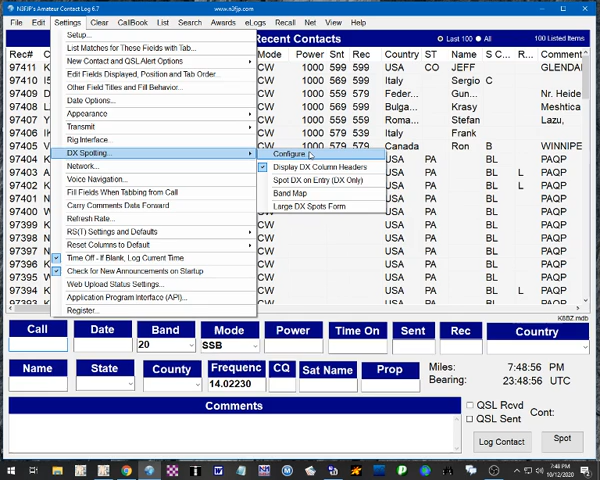 N3FJP's Amateur Contact Log 6.7
www.n3fjp.com
File Edit Settings Clear CallBook List Search Awards eLogs Recall Net View Help
Recent Contacts
Last 100 All
100 Listed Items
Rec# Mode Power Snt Rec Country ST Name S C... R... Comment
97411 CW 1000 599 599 USA CO JEFF GLENDA
97410 CW 1000 599 599 Italy Sergio C
97409 CW 1000 559 559 Feder... Gun... Nr. Heide
97408 CW 1000 569 569 Bulga... Krasy Meshtica
97407 CW 1000 559 559 Roma... Stefan Lazu,
97406 CW 1000 579 539 Italy Frank
97405 CW 1000 579 579 Canada Ron B WINNIPE
97404 USA PA BL PAQP
97403 USA PA BL L PAQP
97402 USA PA BL PAQP
97401 USA PA BL PAQP
97400 USA PA BL PAQP
97399 CW USA PA BL PAQP
97398 CW USA PA BL PAQP
97397 CW USA PA BL PAQP
97396 CW USA PA BL L PAQP
97395 CW USA PA BL PAQP
97394 CW USA PA BL L PAQP
Setup...
List Matches for These Fields with Tab...
New Contact and QSL Alert Options
Edit Fields Displayed, Position and Tab Order...
Other Field Titles and Fill Behavior...
Date Options...
Appearance
Transmit
Rig Interface...
DX Spotting...
Network...
Voice Navigation...
Fill Fields When Tabbing from Call
Carry Comments Data Forward
Refresh Rate...
RS(T) Settings and Defaults
Reset Columns to Default
Time Off - If Blank, Log Current Time
Check for New Announcements on Startup
Web Upload Status Settings...
Application Program Interface (API)...
Register...
Configure
Display DX Column Headers
Spot DX on Entry (DX Only)
Band Map
Large DX Spots Form
K8BZ.mdb
Call Date Band Mode Power Time On Sent Rec Country
20 SSB
Name State County Frequenc CQ Sat Name Prop
14.02230
Miles: 7:48:56 PM
Bearing: 23:48:56 UTC
Comments
QSL Rcvd
QSL Sent
Cont:
Log Contact
Spot
7:48 PM
10/12/2020